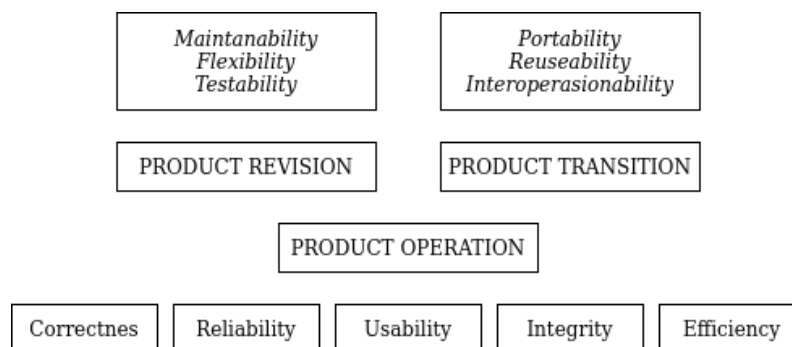 Maintanability
Flexibility
Testability
Portability
Reuseability
Interoperasionability
PRODUCT REVISION
PRODUCT TRANSITION
PRODUCT OPERATION
Correctnes
Reliability
Usability
Integrity
Efficiency